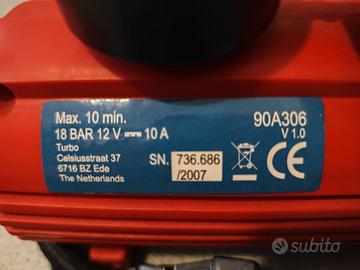 Max. 10 min.
90A306
18 BAR 12 V ⎓ 10 A
V 1.0
Turbo
Celsiusstraat 37
6716 BZ Ede
The Netherlands
SN.
736.686
/2007
CE
subito